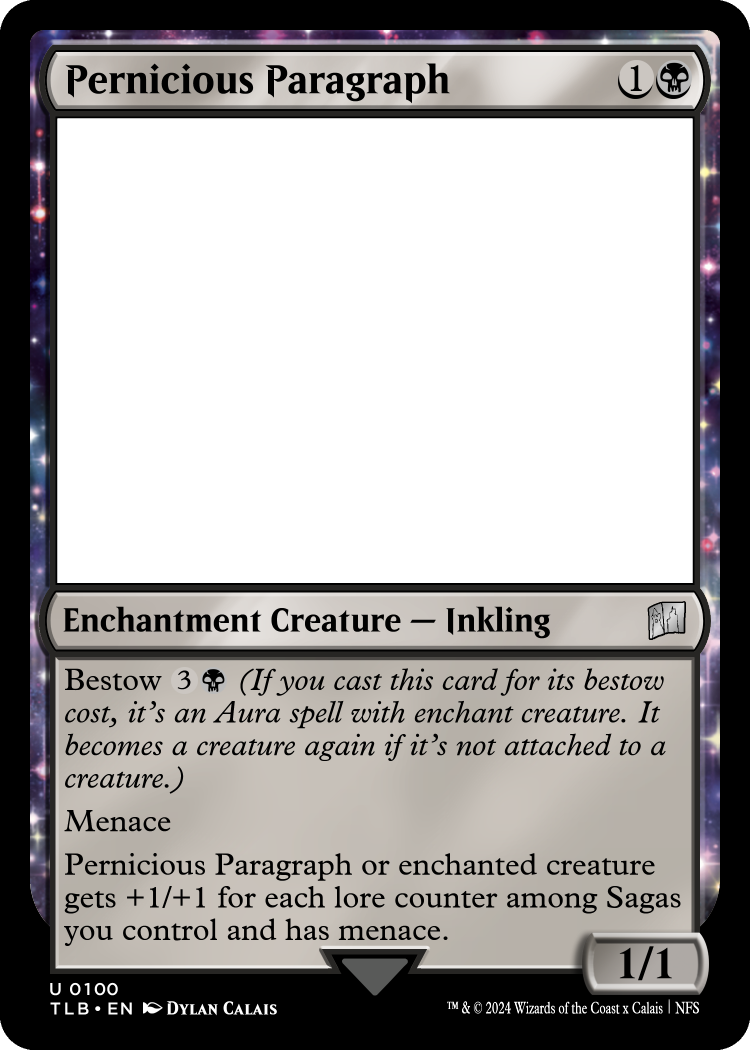 Pernicious Paragraph 1
Enchantment Creature — Inkling
Bestow 3 (If you cast this card for its bestow
cost, it's an Aura spell with enchant creature. It
becomes a creature again if it's not attached to a
creature.)
Menace
Pernicious Paragraph or enchanted creature
gets +1/+1 for each lore counter among Sagas
you control and has menace.
1/1
U 0100
TLB • EN Dylan Calais
™ & © 2024 Wizards of the Coast x Calais | NFS